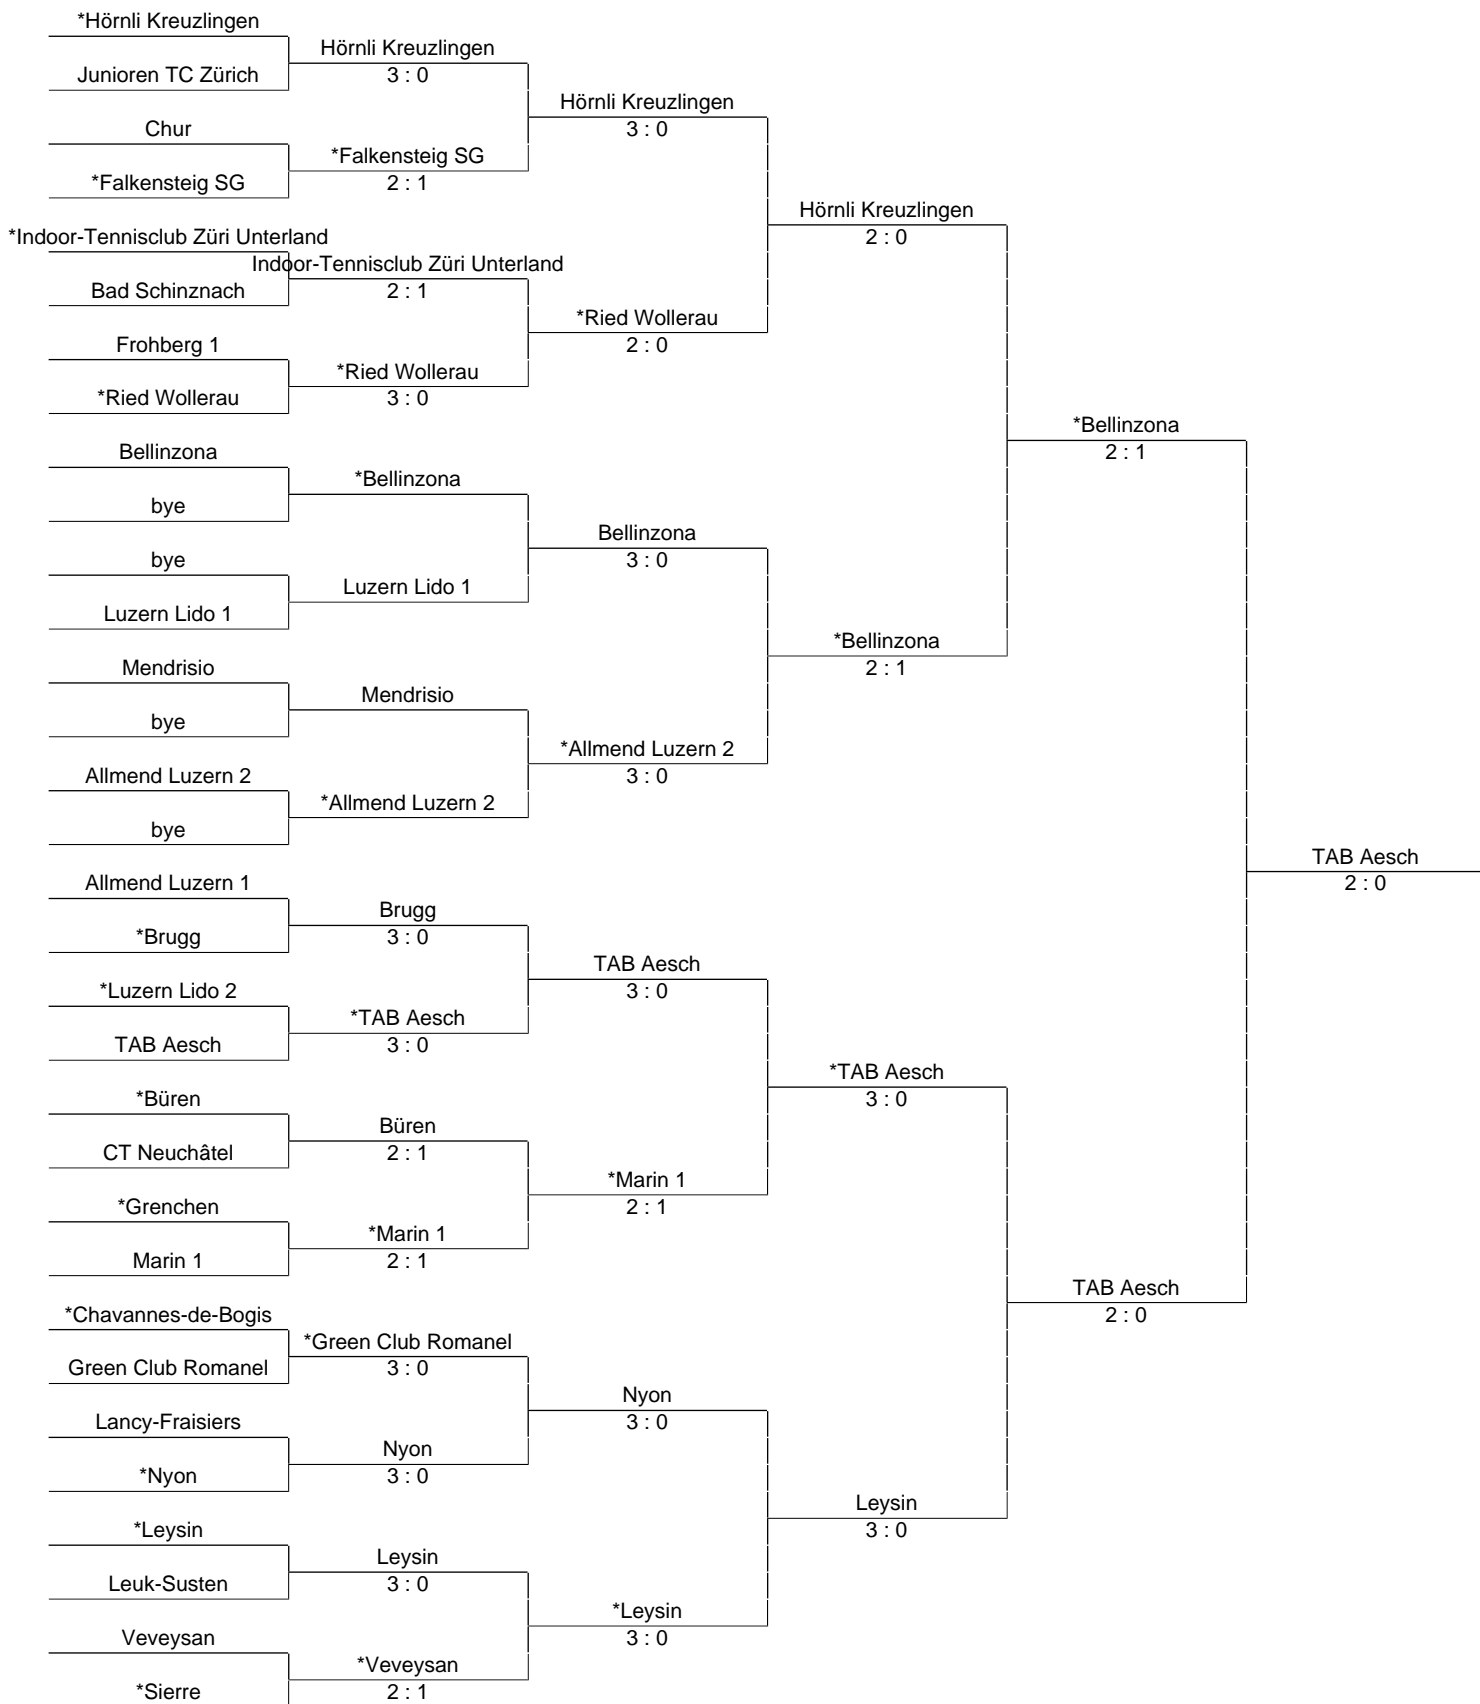 *Hörnli Kreuzlingen
Junioren TC Zürich
Chur
*Falkensteig SG
*Indoor-Tennisclub Züri Unterland
Bad Schinznach
Frohberg 1
*Ried Wollerau
Bellinzona
bye
bye
Luzern Lido 1
Mendrisio
bye
Allmend Luzern 2
bye
Allmend Luzern 1
*Brugg
*Luzern Lido 2
TAB Aesch
*Büren
CT Neuchâtel
*Grenchen
Marin 1
*Chavannes-de-Bogis
Green Club Romanel
Lancy-Fraisiers
*Nyon
*Leysin
Leuk-Susten
Veveysan
*Sierre
Hörnli Kreuzlingen
3 : 0
*Falkensteig SG
2 : 1
Indoor-Tennisclub Züri Unterland
2 : 1
*Ried Wollerau
3 : 0
*Bellinzona
Luzern Lido 1
Mendrisio
*Allmend Luzern 2
Brugg
3 : 0
*TAB Aesch
3 : 0
Büren
2 : 1
*Marin 1
2 : 1
*Green Club Romanel
3 : 0
Nyon
3 : 0
Leysin
3 : 0
*Veveysan
2 : 1
Hörnli Kreuzlingen
3 : 0
*Ried Wollerau
2 : 0
Bellinzona
3 : 0
*Allmend Luzern 2
3 : 0
TAB Aesch
3 : 0
*Marin 1
2 : 1
Nyon
3 : 0
*Leysin
3 : 0
Hörnli Kreuzlingen
2 : 0
*Bellinzona
2 : 1
*TAB Aesch
3 : 0
Leysin
3 : 0
*Bellinzona
2 : 1
TAB Aesch
2 : 0
TAB Aesch
2 : 0